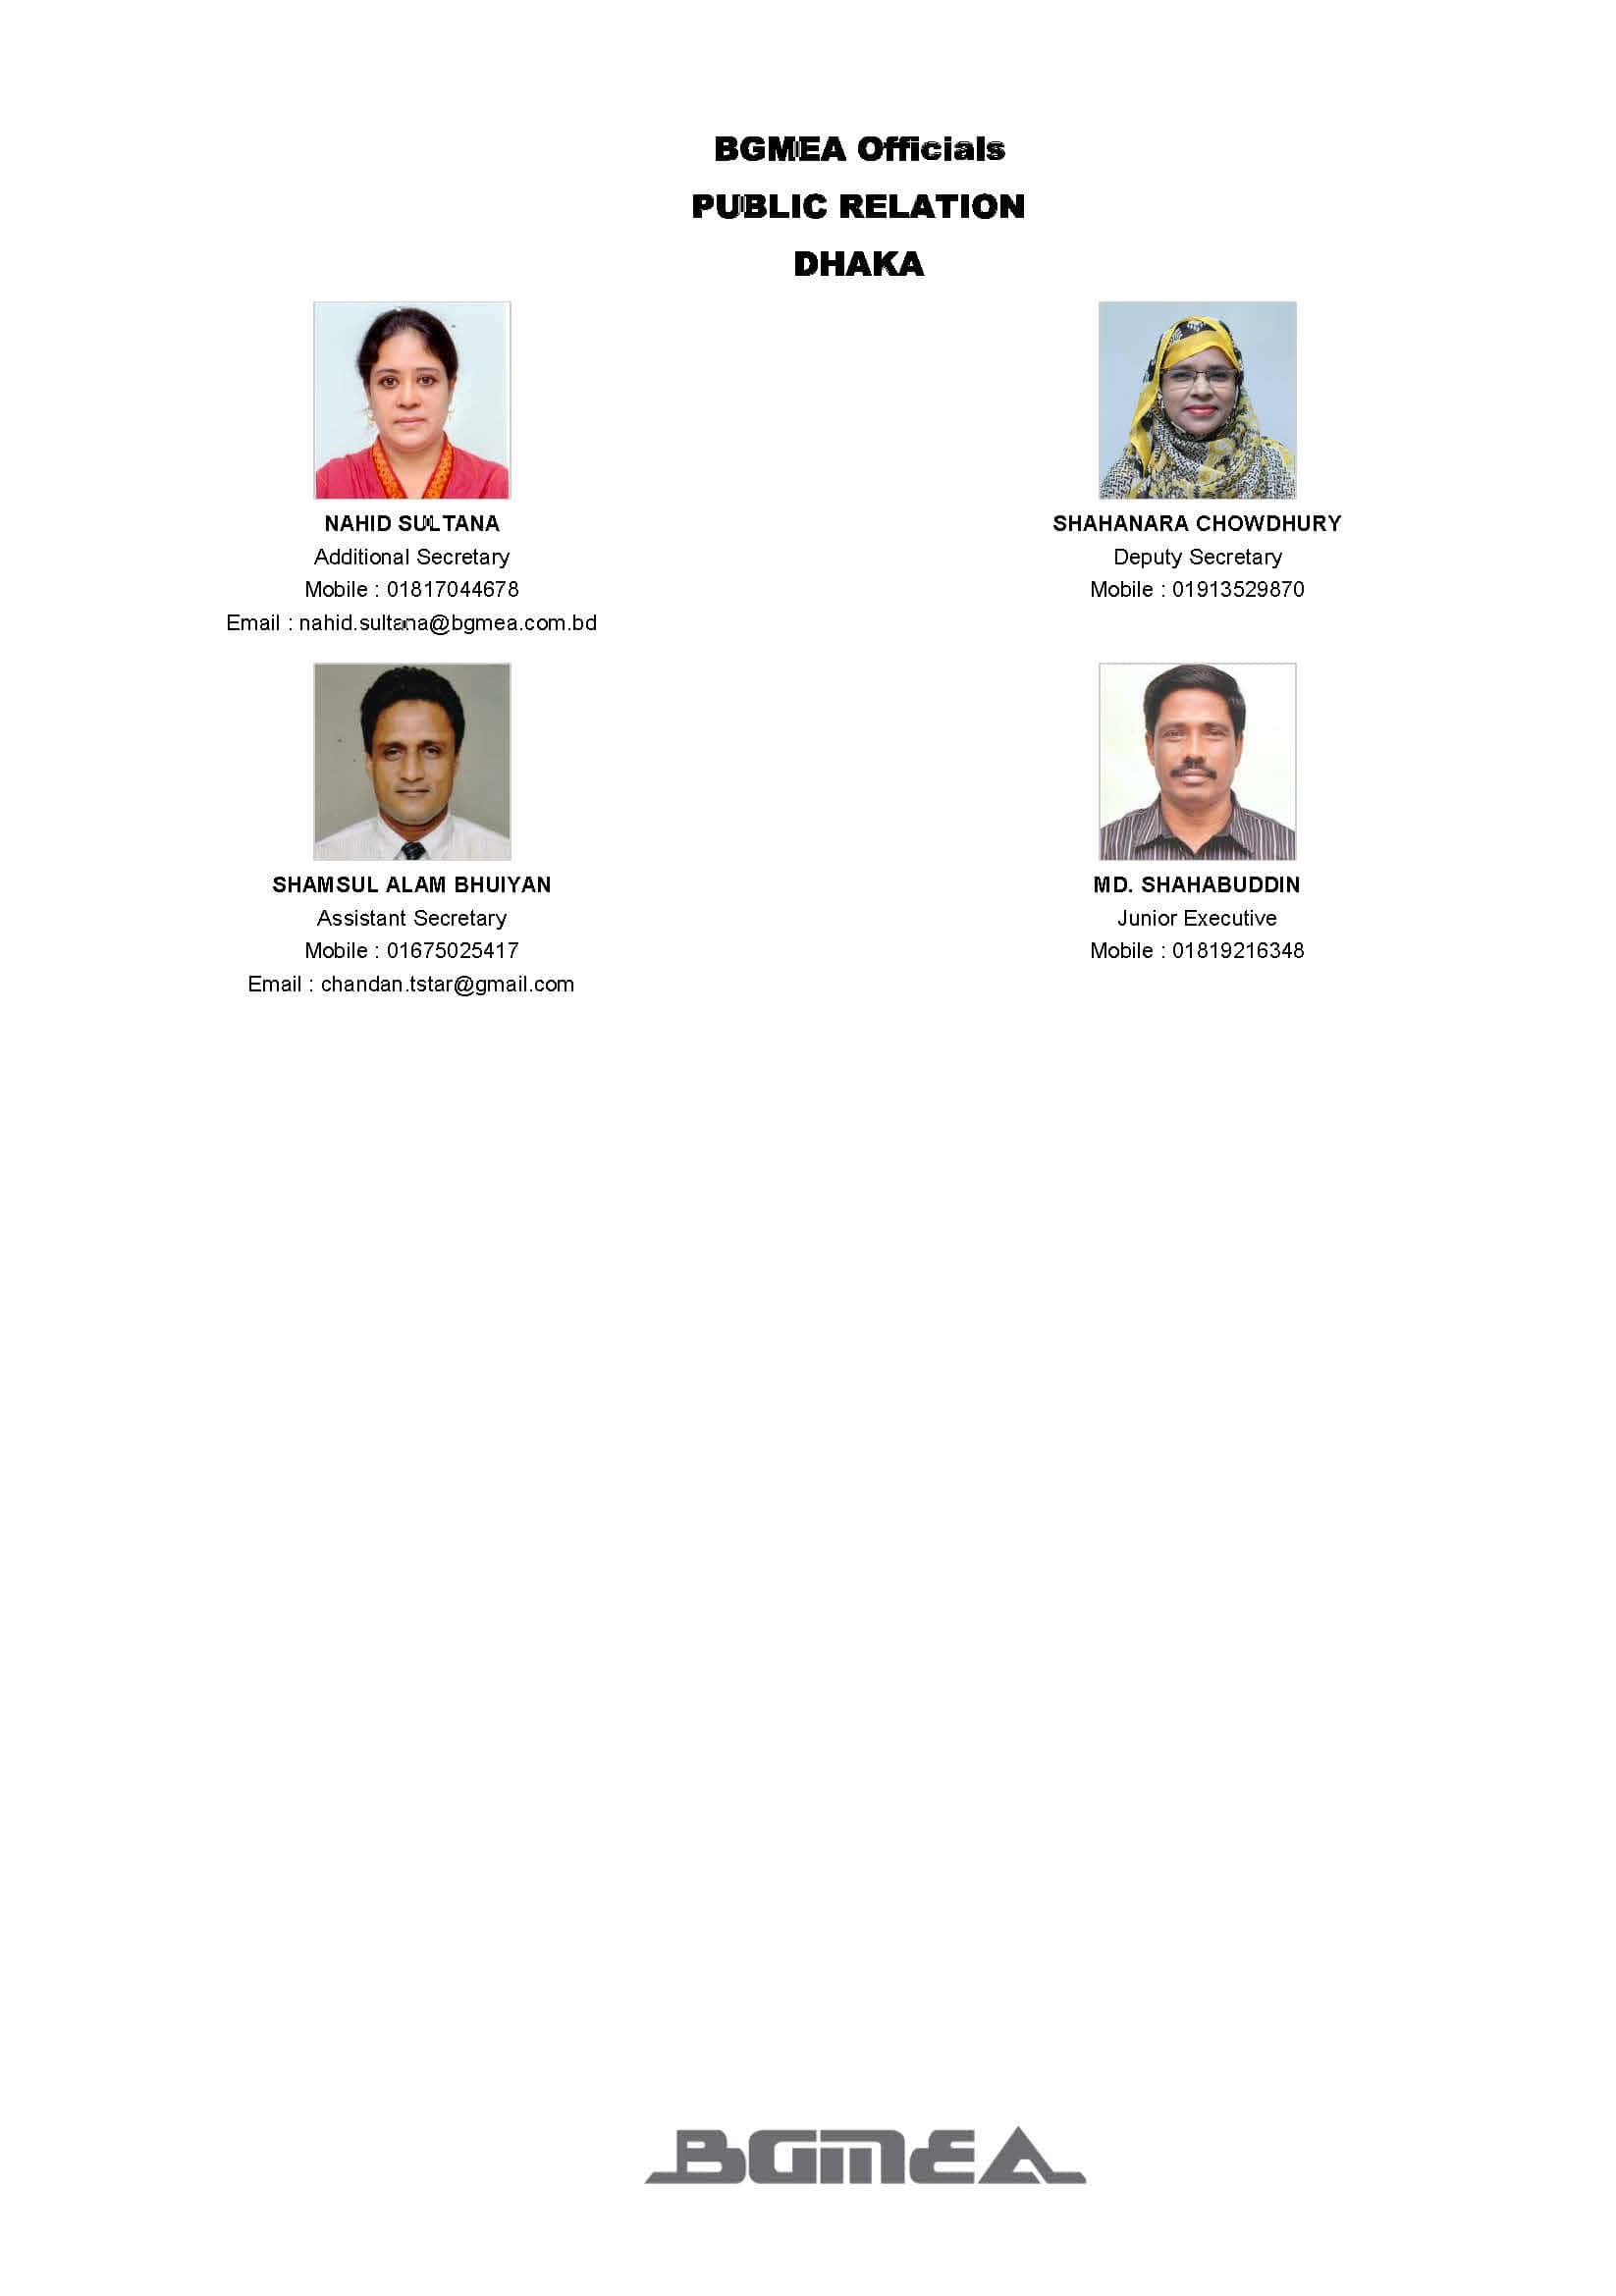 BGMEA Officials
PUBLIC RELATION
DHAKA
NAHID SULTANA
Additional Secretary
Mobile : 01817044678
Email : nahid.sultana@bgmea.com.bd
SHAHANARA CHOWDHURY
Deputy Secretary
Mobile : 01913529870
SHAMSUL ALAM BHUIYAN
Assistant Secretary
Mobile : 01675025417
Email : chandan.tstar@gmail.com
MD. SHAHABUDDIN
Junior Executive
Mobile : 01819216348
BGMEA